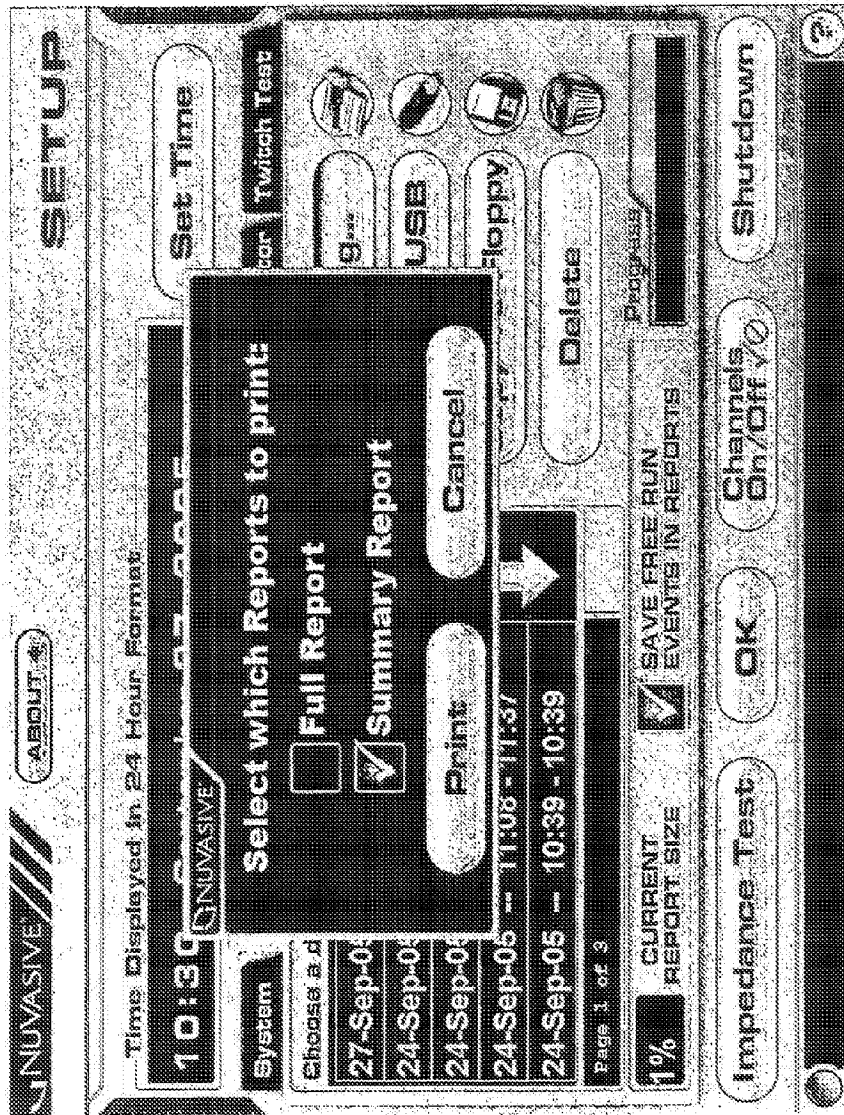 NUVASIVE
ABOUT
SETUP
Time Displayed in 24 Hour Format
10:30
Set Time
System
Twitch Test
Choose a
27-Sep-05
24-Sep-05
24-Sep-05
24-Sep-05 -- 11:08 - 11:37
24-Sep-05 -- 10:39 - 10:39
Page 1 of 3
NUVASIVE
Select which Reports to print:
Full Report
Summary Report
Print
Cancel
USB
Floppy
Delete
Progress
1%
CURRENT
REPORT SIZE
SAVE FREE RUN
EVENTS IN REPORTS
Impedance Test
OK
Channels
On/Off
Shutdown
?